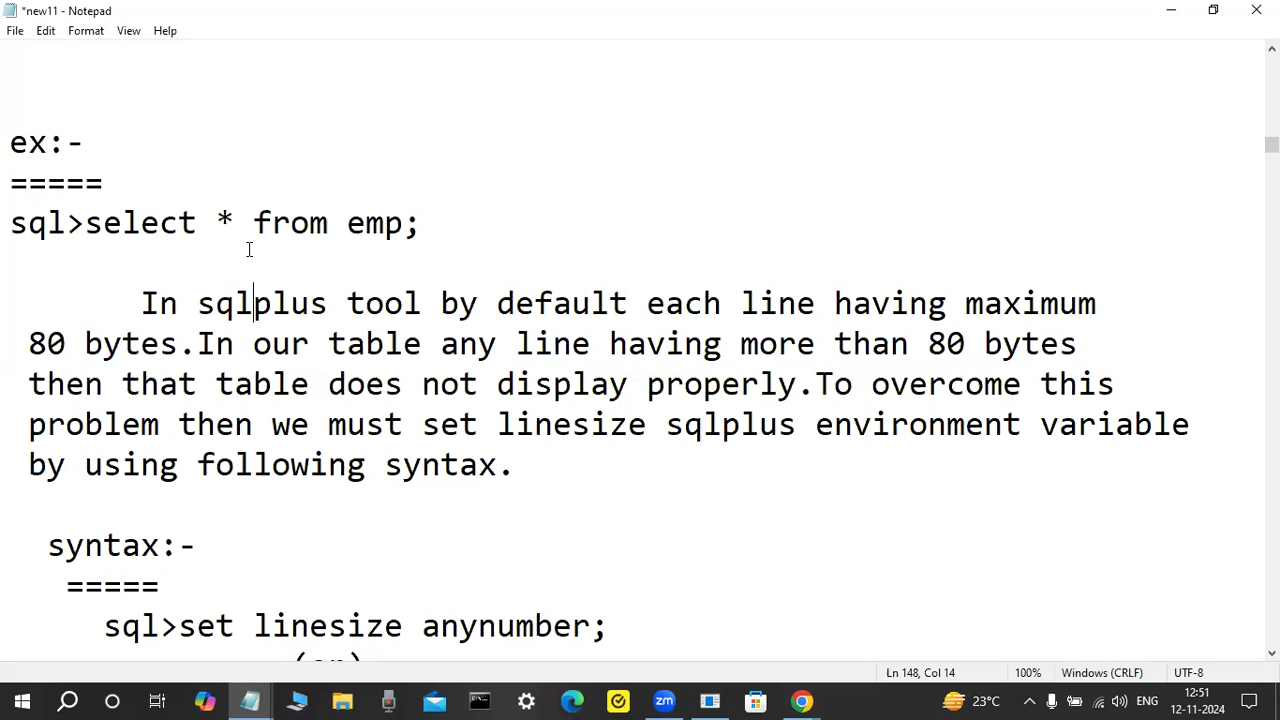 *new11 - Notepad
File Edit Format View Help
ex:-
=====
sql>select * from emp;
In sqlplus tool by default each line having maximum
80 bytes.In our table any line having more than 80 bytes
then that table does not display properly.To overcome this
problem then we must set linesize sqlplus environment variable
by using following syntax.
syntax:-
=====
sql>set linesize anynumber;
(or)
Ln 148, Col 14 100% Windows (CRLF) UTF-8
zm 23°C ENG 12:51
12-11-2024